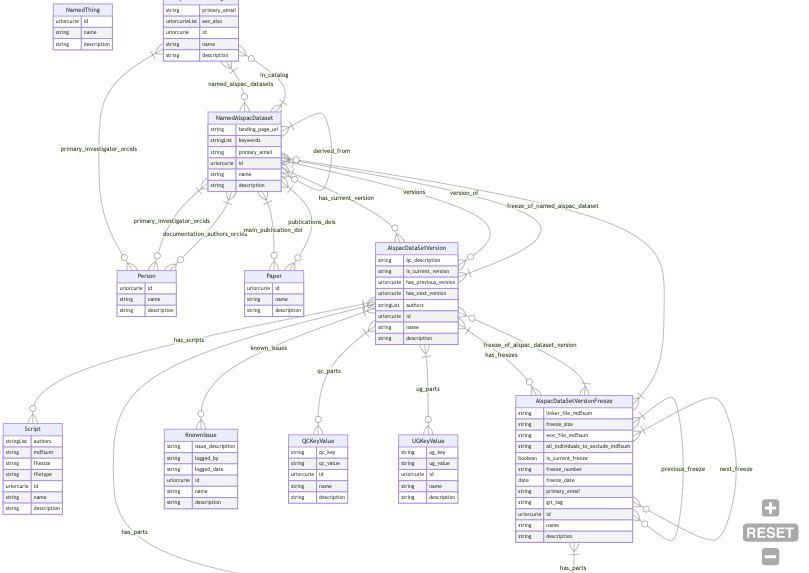 NamedThing
uriorcurie id
string name
string description
string primary_email
uriorcurieList see_also
uriorcurie id
string name
string description
in_catalog
named_alspac_datasets
NamedAlspacDataset
string landing_page_url
stringList keywords
string primary_email
uriorcurie id
string name
string description
primary_investigator_orcids
derived_from
has_current_version
versions
version_of
freeze_of_named_alspac_dataset
primary_investigator_orcids
documentation_authors_orcids
main_publication_doi
publications_dois
Person
uriorcurie id
string name
string description
Paper
uriorcurie id
string name
string description
AlspacDataSetVersion
string qc_description
string is_current_version
uriorcurie has_previous_version
uriorcurie has_next_version
stringList authors
uriorcurie id
string name
string description
has_scripts
known_issues
qc_parts
ug_parts
freeze_of_alspac_dataset_version
has_freezes
Script
stringList authors
string md5sum
string filesize
string filetype
uriorcurie id
string name
string description
KnownIssue
string issue_description
string logged_by
string logged_date
uriorcurie id
string name
string description
QCKeyValue
string qc_key
string qc_value
uriorcurie id
string name
string description
UGKeyValue
string ug_key
string ug_value
uriorcurie id
string name
string description
AlspacDataSetVersionFreeze
string linker_file_md5sum
string freeze_size
string woc_file_md5sum
string all_individuals_to_exclude_md5sum
boolean is_current_freeze
string freeze_number
date freeze_date
string primary_email
string git_tag
uriorcurie id
string name
string description
previous_freeze
next_freeze
has_parts
has_parts
RESET